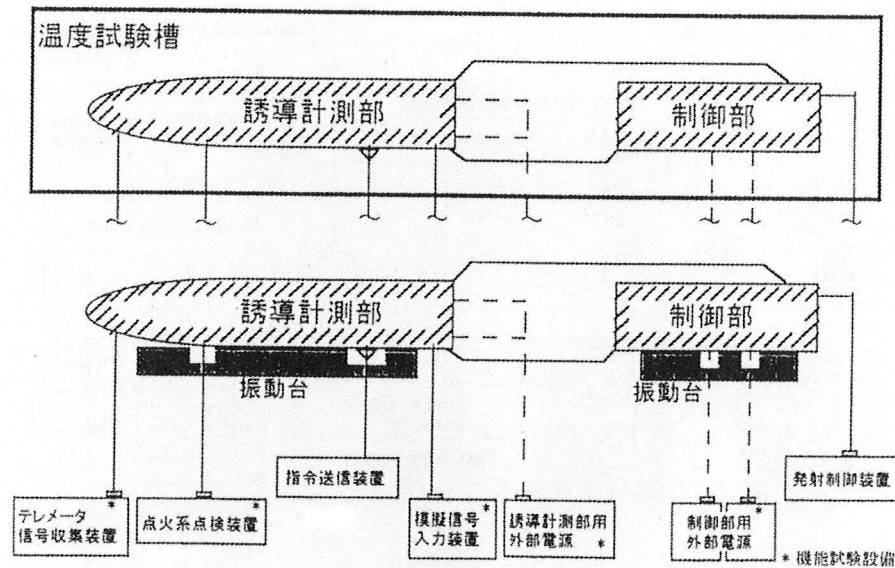 温度試験槽
誘導計測部
制御部
誘導計測部
制御部
振動台
振動台
テレメータ *
信号収集装置
点火系点検装置 *
指令送信装置
模擬信号 *
入力装置
誘導計測部用
外部電源 *
制御部用 *
外部電源
発射制御装置
* 機能試験設備